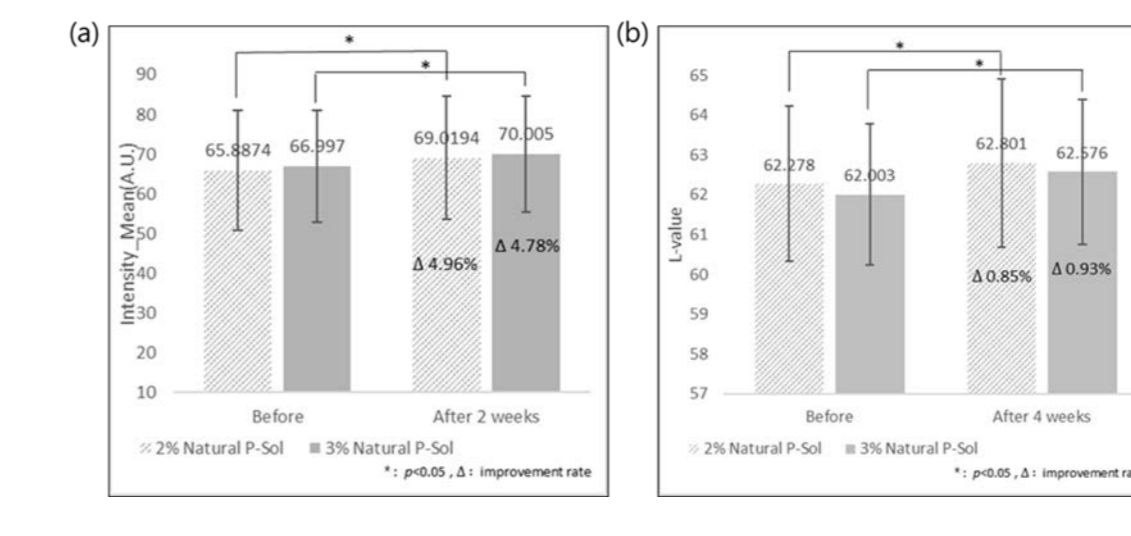 (a)
*
*
90
80
70
60
50
40
30
20
10
Intensity_Mean(A.U.)
65.8874
66.997
69.0194
70.005
Δ 4.96%
Δ 4.78%
Before
After 2 weeks
2% Natural P-Sol
3% Natural P-Sol
* : p<0.05 , Δ : improvement rate
(b)
*
*
65
64
63
62
61
60
59
58
57
L-value
62.278
62.003
62.801
62.576
Δ 0.85%
Δ 0.93%
Before
After 4 weeks
2% Natural P-Sol
3% Natural P-Sol
* : p<0.05 , Δ : improvement ra